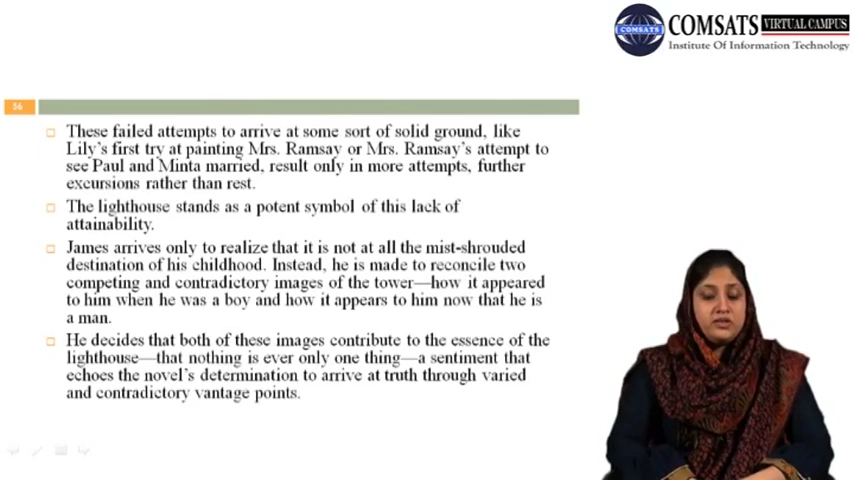 COMSATS
COMSATS VIRTUAL CAMPUS
Institute Of Information Technology
56
These failed attempts to arrive at some sort of solid ground, like
Lily's first try at painting Mrs. Ramsay or Mrs. Ramsay's attempt to
see Paul and Minta married, result only in more attempts, further
excursions rather than rest.
The lighthouse stands as a potent symbol of this lack of
attainability.
James arrives only to realize that it is not at all the mist-shrouded
destination of his childhood. Instead, he is made to reconcile two
competing and contradictory images of the tower—how it appeared
to him when he was a boy and how it appears to him now that he is
a man.
He decides that both of these images contribute to the essence of the
lighthouse—that nothing is ever only one thing—a sentiment that
echoes the novel's determination to arrive at truth through varied
and contradictory vantage points.